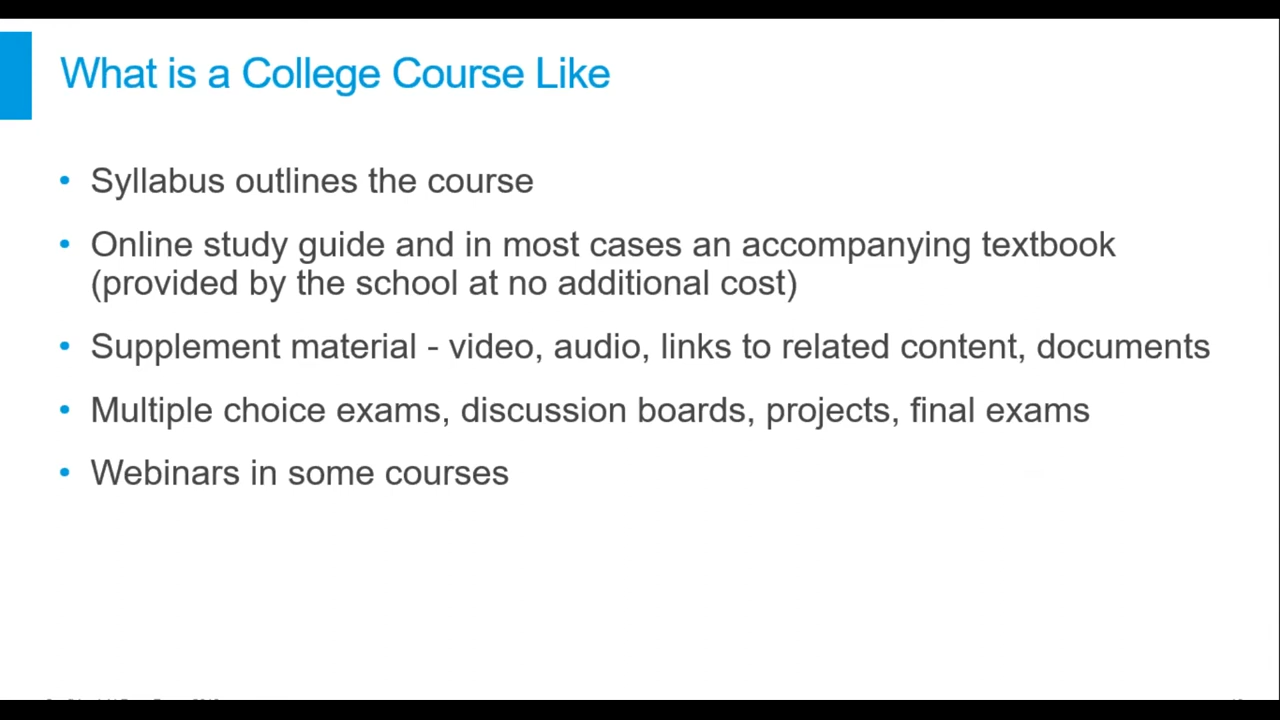 What is a College Course Like
• Syllabus outlines the course
• Online study guide and in most cases an accompanying textbook
(provided by the school at no additional cost)
• Supplement material - video, audio, links to related content, documents
• Multiple choice exams, discussion boards, projects, final exams
• Webinars in some courses